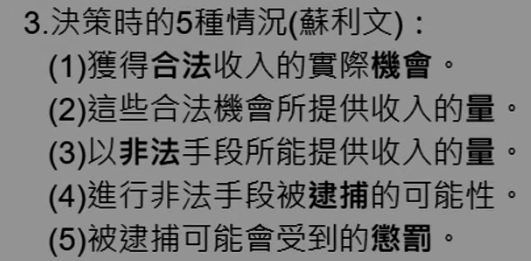 3.決策時的5種情況(蘇利文)：
(1)獲得合法收入的實際機會。
(2)這些合法機會所提供收入的量。
(3)以非法手段所能提供收入的量。
(4)進行非法手段被逮捕的可能性。
(5)被逮捕可能會受到的懲罰。